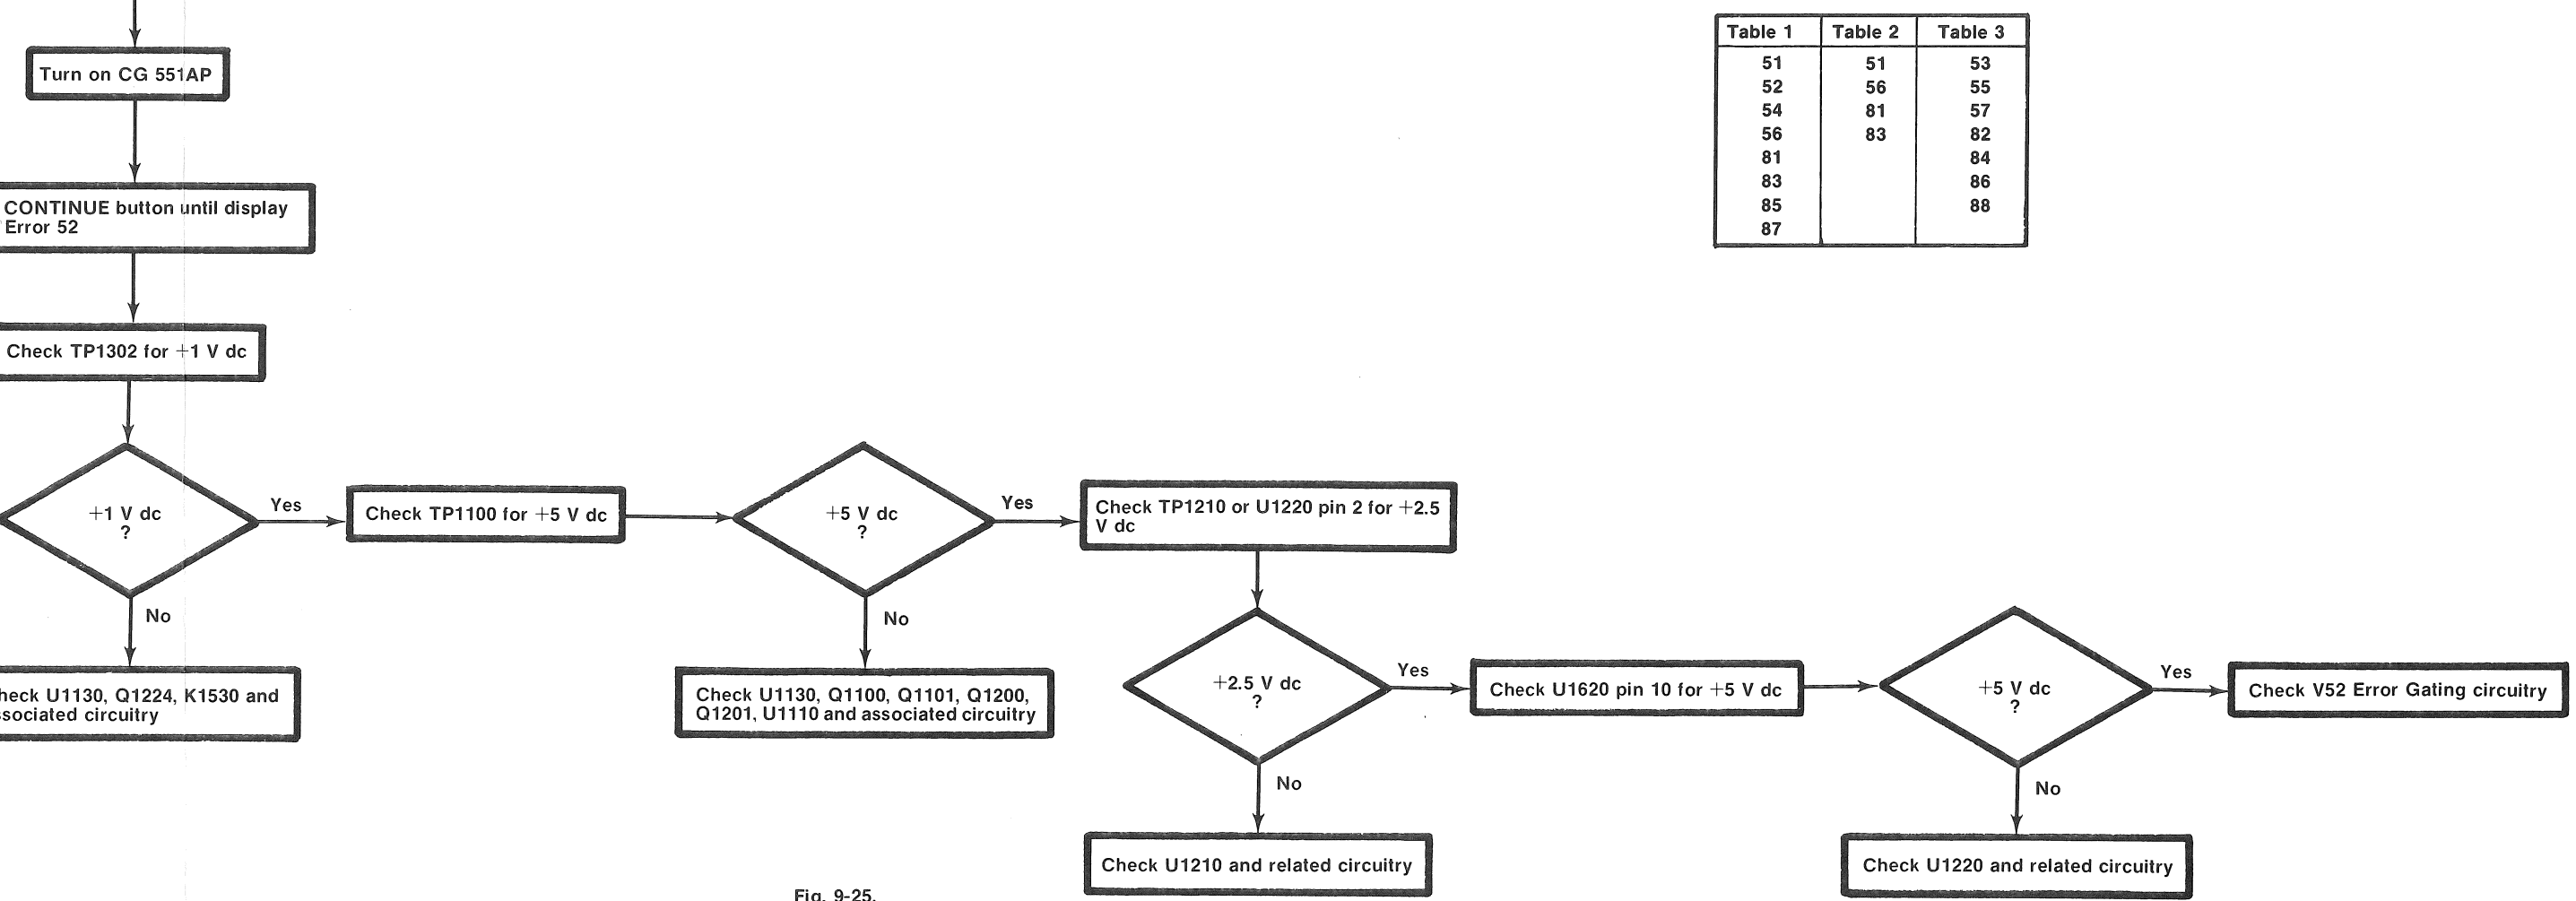 Turn on CG 551AP
CONTINUE button until display
Error 52
Check TP1302 for +1 V dc
+1 V dc
?
Yes
No
heck U1130, Q1224, K1530 and
ssociated circuitry
Check TP1100 for +5 V dc
+5 V dc
?
Yes
No
Check U1130, Q1100, Q1101, Q1200,
Q1201, U1110 and associated circuitry
Check TP1210 or U1220 pin 2 for +2.5
V dc
+2.5 V dc
?
Yes
No
Check U1210 and related circuitry
Check U1620 pin 10 for +5 V dc
+5 V dc
?
Yes
No
Check U1220 and related circuitry
Check V52 Error Gating circuitry
Table 1 Table 2 Table 3
51 51 53
52 56 55
54 81 57
56 83 82
81 84
83 86
85 88
87
Fig. 9-25.